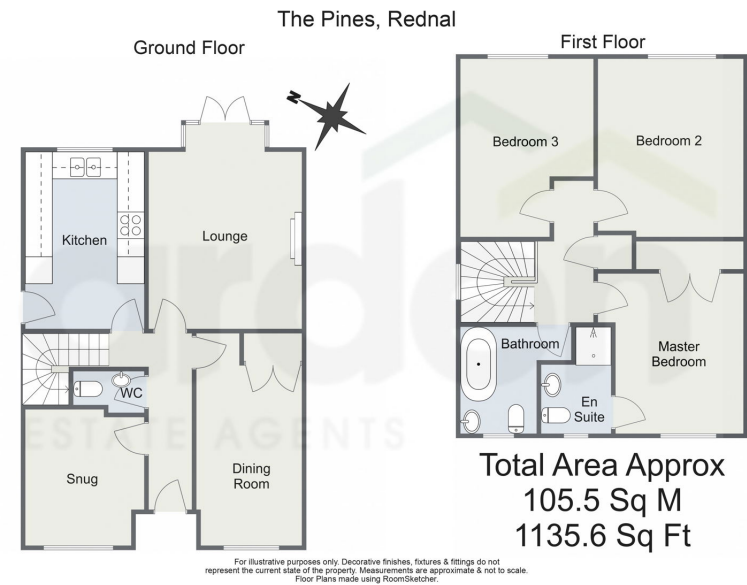 The Pines, Rednal
Ground Floor
First Floor
N
Bedroom 3
Bedroom 2
Kitchen
Lounge
Bathroom
Master
Bedroom
WC
En
Suite
Snug
Dining
Room
arden
ESTATE AGENTS
Total Area Approx
105.5 Sq M
1135.6 Sq Ft
For illustrative purposes only. Decorative finishes, fixtures & fittings do not
represent the current state of the property. Measurements are approximate & not to scale.
Floor Plans made using RoomSketcher.